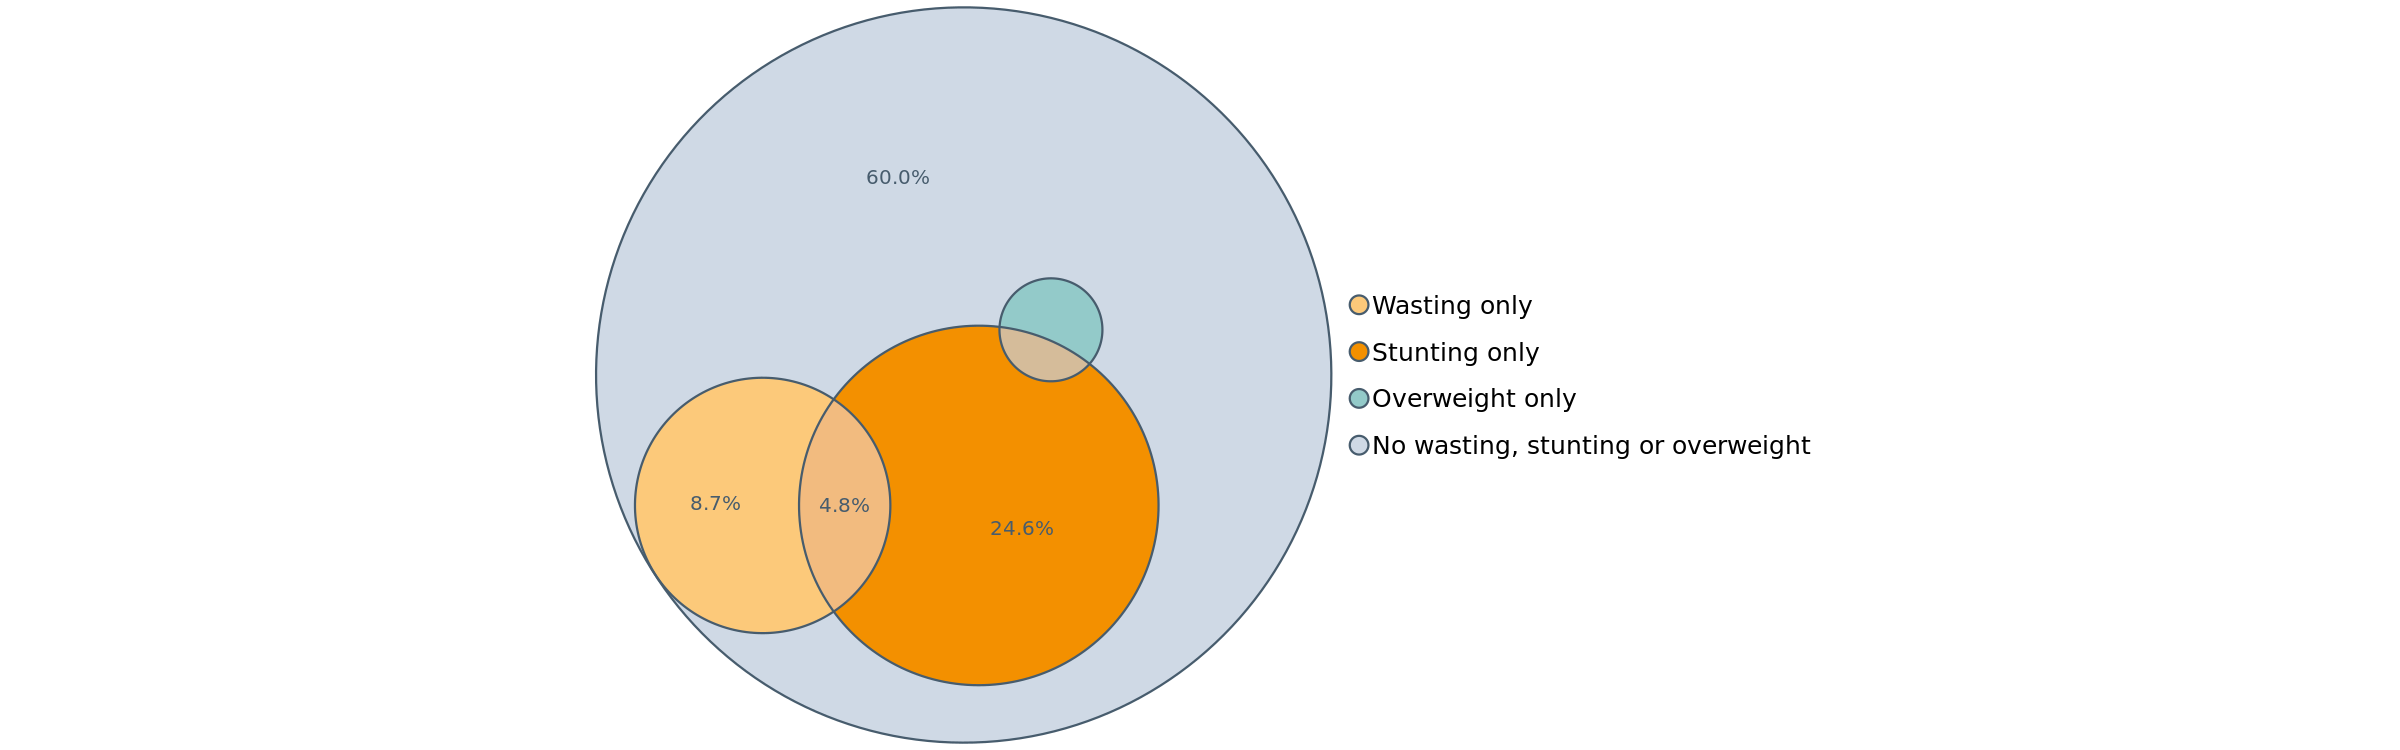 60.0%
8.7%
4.8%
24.6%
Wasting only
Stunting only
Overweight only
No wasting, stunting or overweight